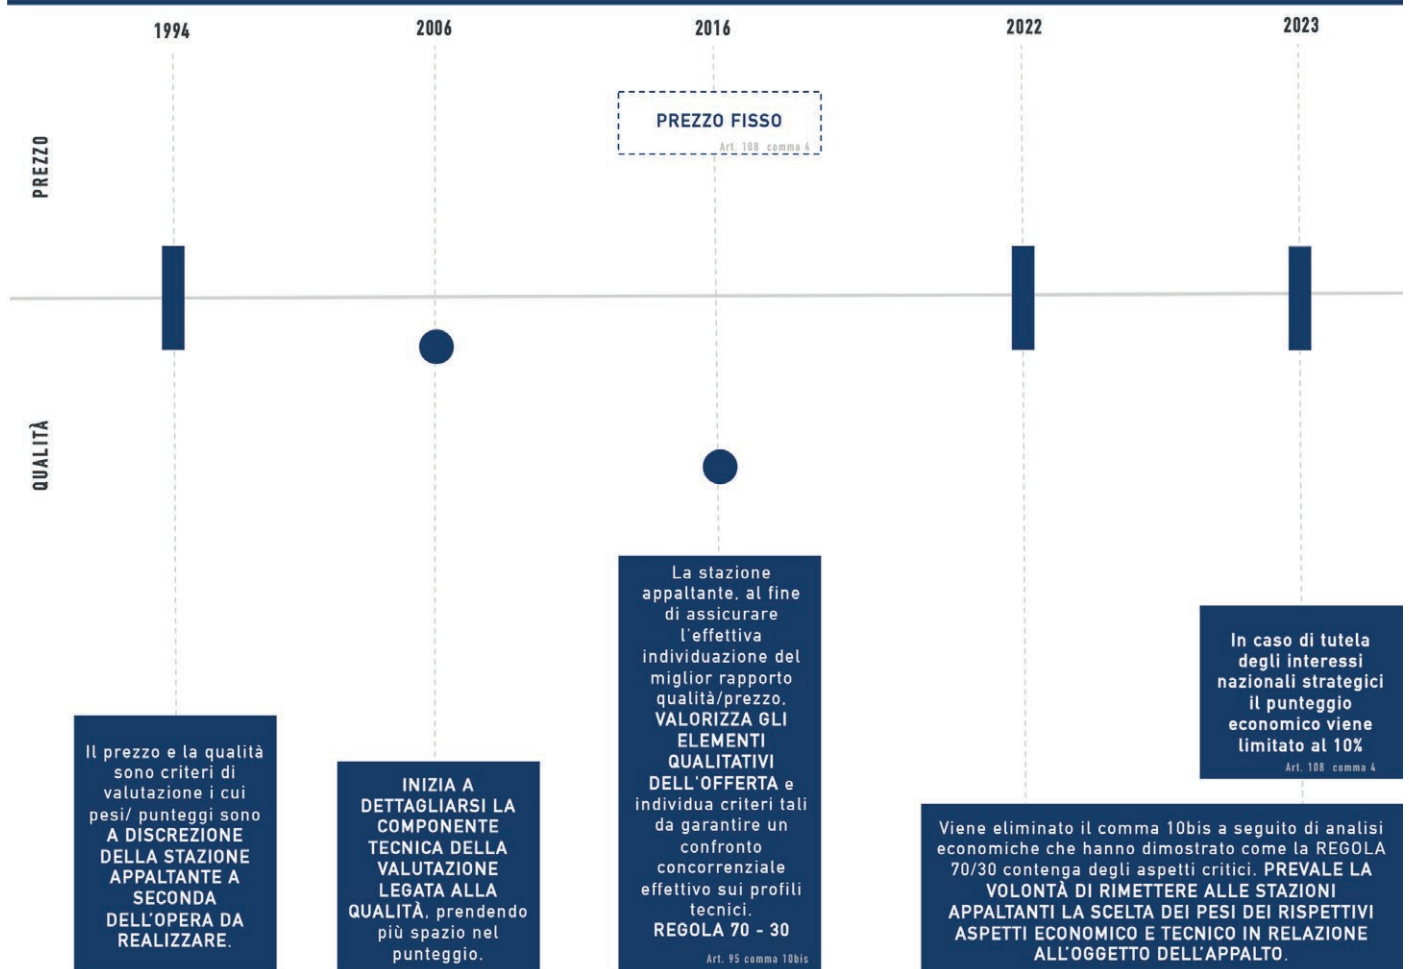 1994
2006
2016
2022
2023
PREZZO
PREZZO FISSO
Art. 108 comma 4
QUALITÀ
Il prezzo e la qualità
sono criteri di
valutazione i cui
pesi/ punteggi sono
A DISCREZIONE
DELLA STAZIONE
APPALTANTE A
SECONDA
DELL'OPERA DA
REALIZZARE.
INIZIA A
DETTAGLIARSI LA
COMPONENTE
TECNICA DELLA
VALUTAZIONE
LEGATA ALLA
QUALITÀ, prendendo
più spazio nel
punteggio.
La stazione
appaltante, al fine
di assicurare
l'effettiva
individuazione del
miglior rapporto
qualità/prezzo,
VALORIZZA GLI
ELEMENTI
QUALITATIVI
DELL'OFFERTA e
individua criteri tali
da garantire un
confronto
concorrenziale
effettivo sui profili
tecnici.
REGOLA 70 - 30
Art. 95 comma 10bis
In caso di tutela
degli interessi
nazionali strategici
il punteggio
economico viene
limitato al 10%
Art. 108 comma 4
Viene eliminato il comma 10bis a seguito di analisi
economiche che hanno dimostrato come la REGOLA
70/30 contenga degli aspetti critici. PREVALE LA
VOLONTÀ DI RIMETTERE ALLE STAZIONI
APPALTANTI LA SCELTA DEI PESI DEI RISPETTIVI
ASPETTI ECONOMICO E TECNICO IN RELAZIONE
ALL'OGGETTO DELL'APPALTO.